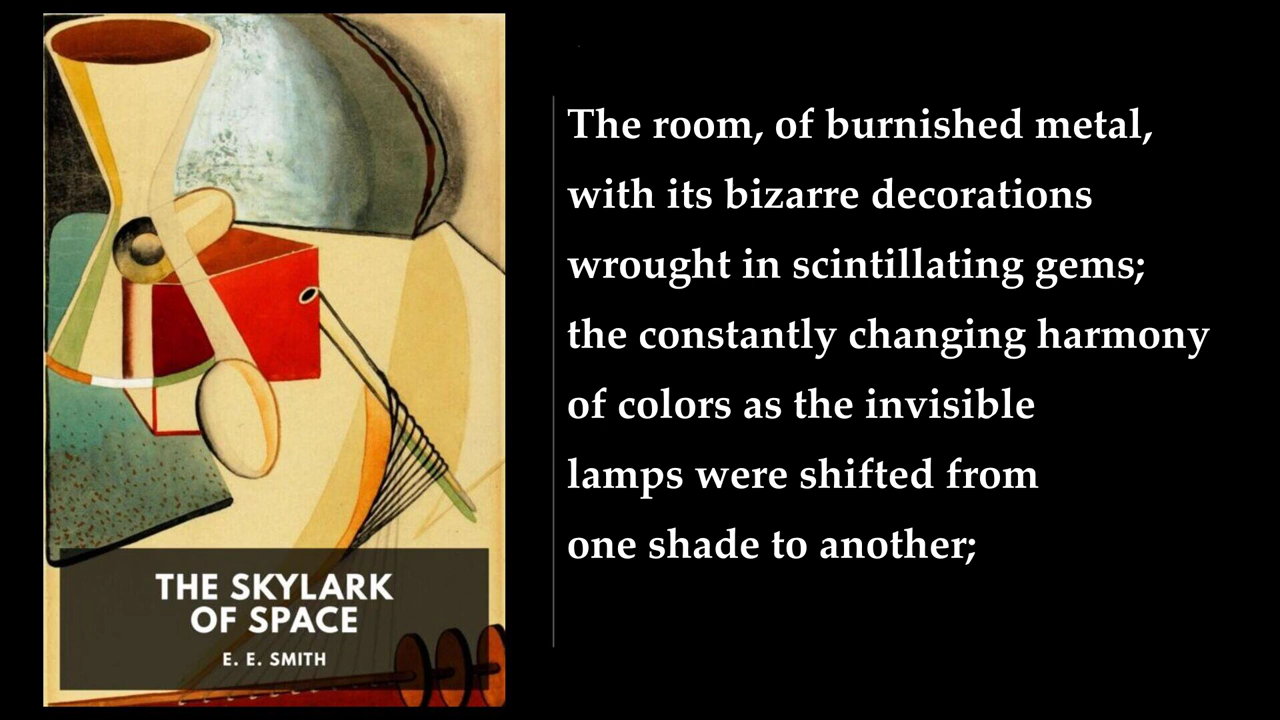 THE SKYLARK
OF SPACE
E. E. SMITH
The room, of burnished metal,
with its bizarre decorations
wrought in scintillating gems;
the constantly changing harmony
of colors as the invisible
lamps were shifted from
one shade to another;